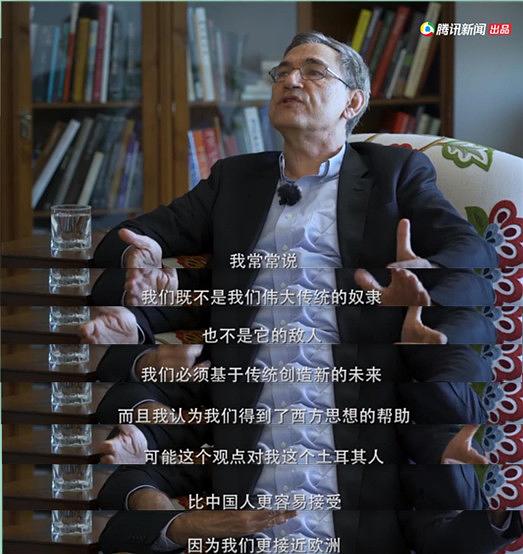 腾讯新闻 出品
我常常说
我们既不是我们伟大传统的奴隶
也不是它的敌人
我们必须基于传统创造新的未来
而且我认为我们得到了西方思想的帮助
可能这个观点对我这个土耳其人
比中国人更容易接受
因为我们更接近欧洲